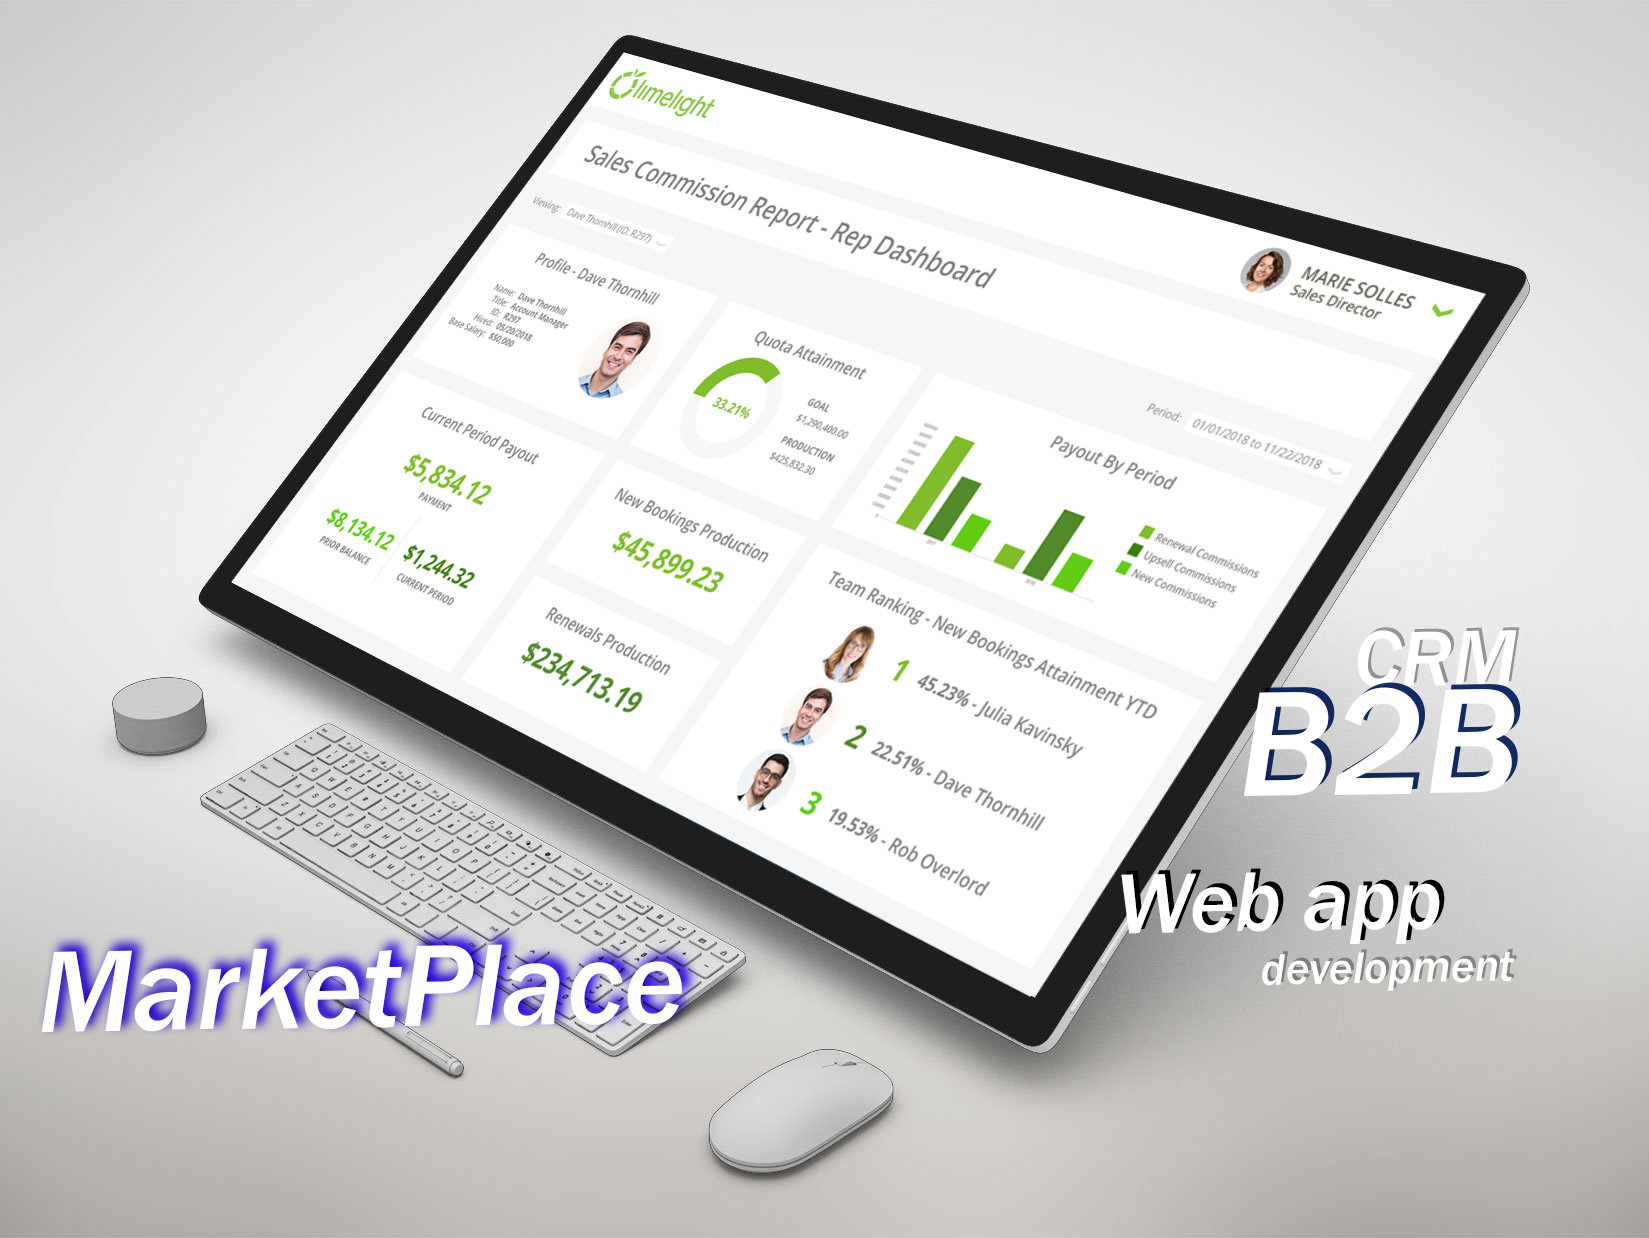 limelight
Sales Commission Report - Rep Dashboard
MARIE SOLLES
Sales Director
Viewing: Dave Thornhill (ID: R297)
Period: 01/01/2018 to 11/22/2018
Profile - Dave Thornhill
Name: Dave Thornhill
Title: Account Manager
ID: R297
Hired: 05/20/2018
Base Salary: $50,000
Quota Attainment
33.21%
GOAL
$1,290,400.00
PRODUCTION
$425,832.30
Payout By Period
Renewal Commissions
Upsell Commissions
New Commissions
Current Period Payout
$5,834.12
PAYMENT
$8,134.12
PRIOR BALANCE
$1,244.32
CURRENT PERIOD
New Bookings Production
$45,899.23
Renewals Production
$234,713.19
Team Ranking - New Bookings Attainment YTD
1 45.23% - Julia Kavinsky
2 22.51% - Dave Thornhill
3 19.53% - Rob Overlord
CRM
B2B
Web app
development
MarketPlace